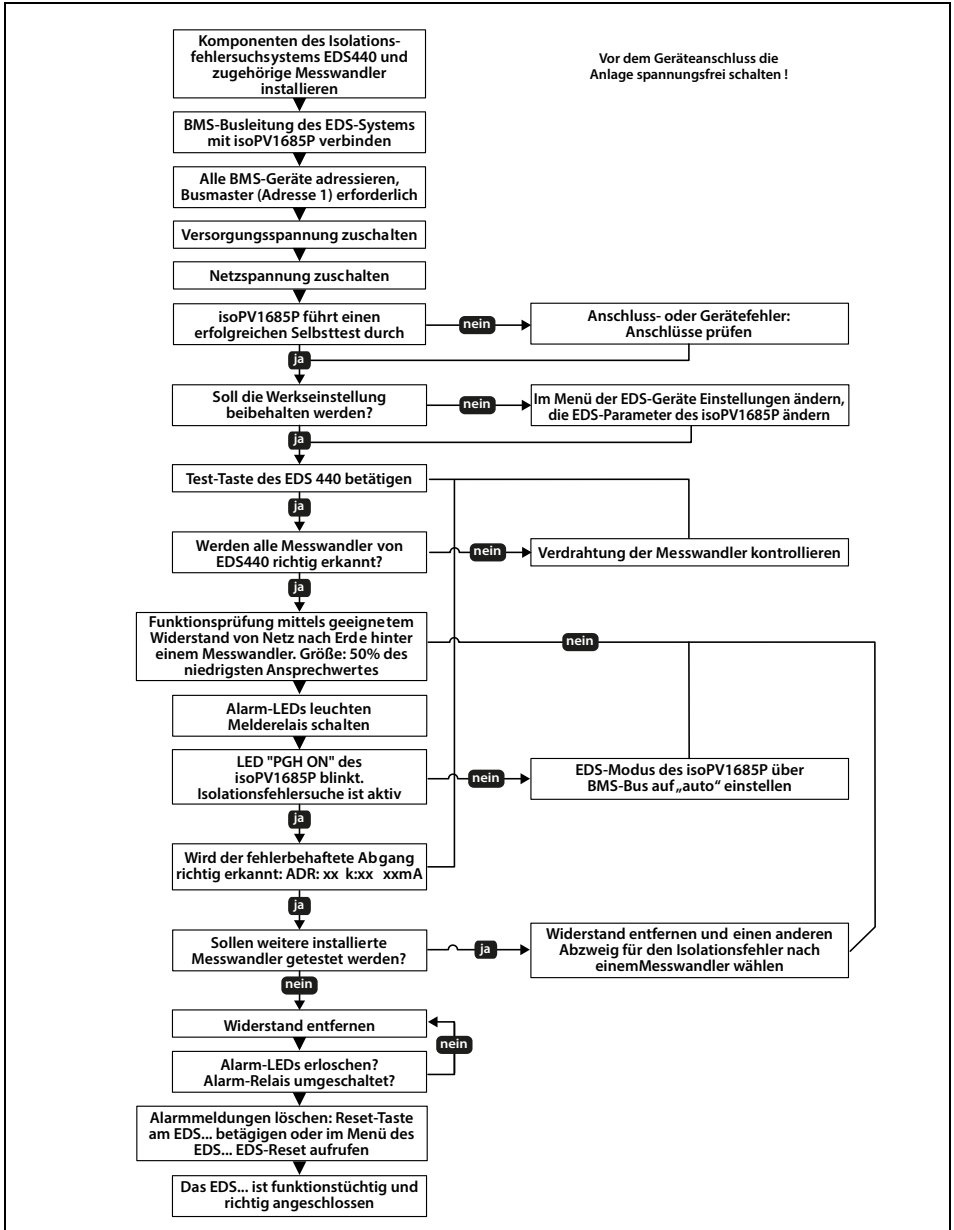 Komponenten des Isolations-
fehlersuchsystems EDS440 und
zugehörige Messwandler
installieren
Vor dem Geräteanschluss die
Anlage spannungsfrei schalten !
BMS-Busleitung des EDS-Systems
mit isoPV1685P verbinden
Alle BMS-Geräte adressieren,
Busmaster (Adresse 1) erforderlich
Versorgungsspannung zuschalten
Netzspannung zuschalten
isoPV1685P führt einen
erfolgreichen Selbsttest durch
nein
Anschluss- oder Gerätefehler:
Anschlüsse prüfen
ja
Soll die Werkseinstellung
beibehalten werden?
nein
Im Menü der EDS-Geräte Einstellungen ändern,
die EDS-Parameter des isoPV1685P ändern
ja
Test-Taste des EDS 440 betätigen
ja
Werden alle Messwandler von
EDS440 richtig erkannt?
nein
Verdrahtung der Messwandler kontrollieren
ja
Funktionsprüfung mittels geeignetem
Widerstand von Netz nach Erde hinter
einem Messwandler. Größe: 50% des
niedrigsten Ansprechwertes
nein
Alarm-LEDs leuchten
Melderelais schalten
LED "PGH ON" des
isoPV1685P blinkt.
Isolationsfehlersuche ist aktiv
nein
EDS-Modus des isoPV1685P über
BMS-Bus auf „auto“ einstellen
ja
Wird der fehlerbehaftete Abgang
richtig erkannt: ADR: xx k:xx xxmA
ja
Sollen weitere installierte
Messwandler getestet werden?
ja
Widerstand entfernen und einen anderen
Abzweig für den Isolationsfehler nach
einemMesswandler wählen
nein
Widerstand entfernen
nein
Alarm-LEDs erloschen?
Alarm-Relais umgeschaltet?
Alarmmeldungen löschen: Reset-Taste
am EDS... betägigen oder im Menü des
EDS... EDS-Reset aufrufen
Das EDS... ist funktionstüchtig und
richtig angeschlossen